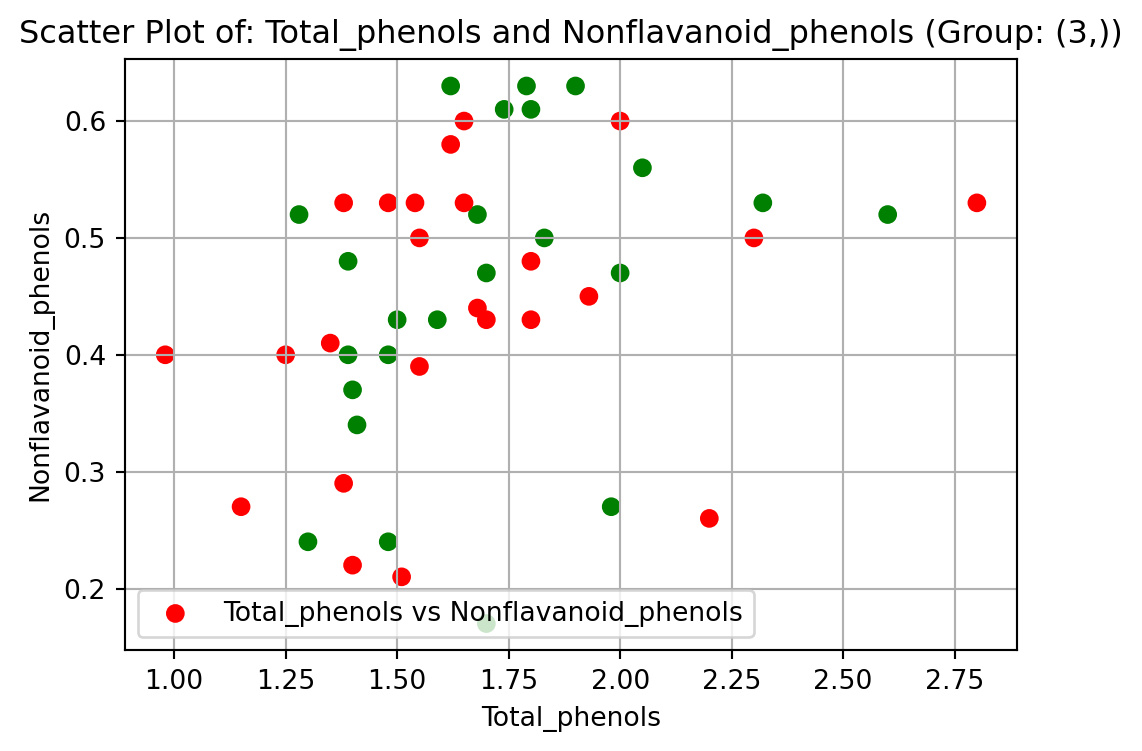 Scatter Plot of: Total_phenols and Nonflavanoid_phenols (Group: (3,))
Nonflavanoid_phenols
0.6
0.5
0.4
0.3
0.2
Total_phenols vs Nonflavanoid_phenols
1.00 1.25 1.50 1.75 2.00 2.25 2.50 2.75
Total_phenols